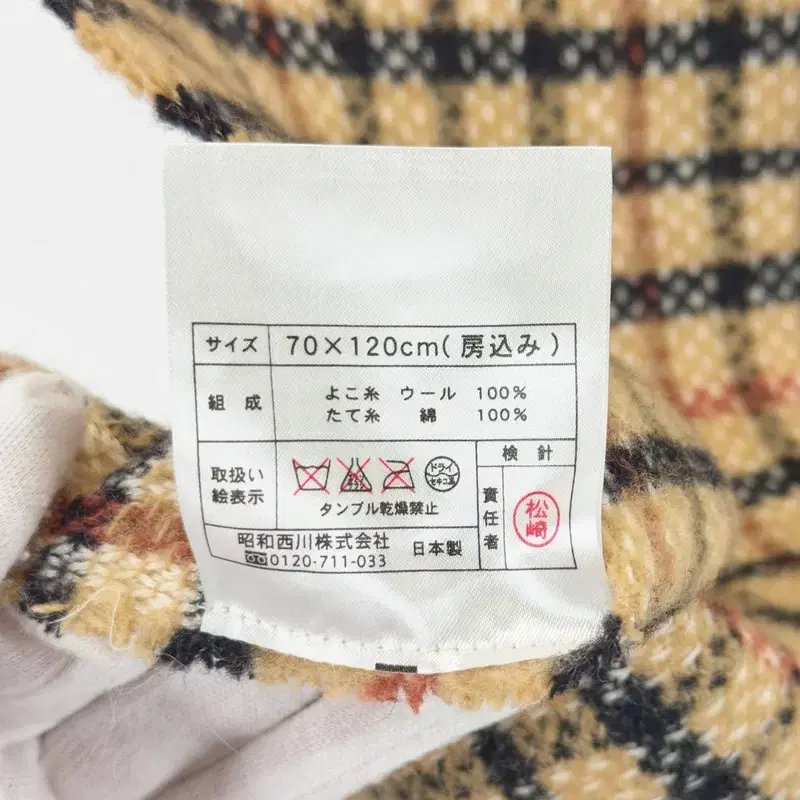 サイズ 70×120cm(房込み)
組成 よこ糸 ウール 100%
たて糸 綿 100%
取扱い
絵表示
ドライ
セキユ系
タンブル乾燥禁止
検針
責任者
松崎
昭和西川株式会社 日本製
0120-711-033